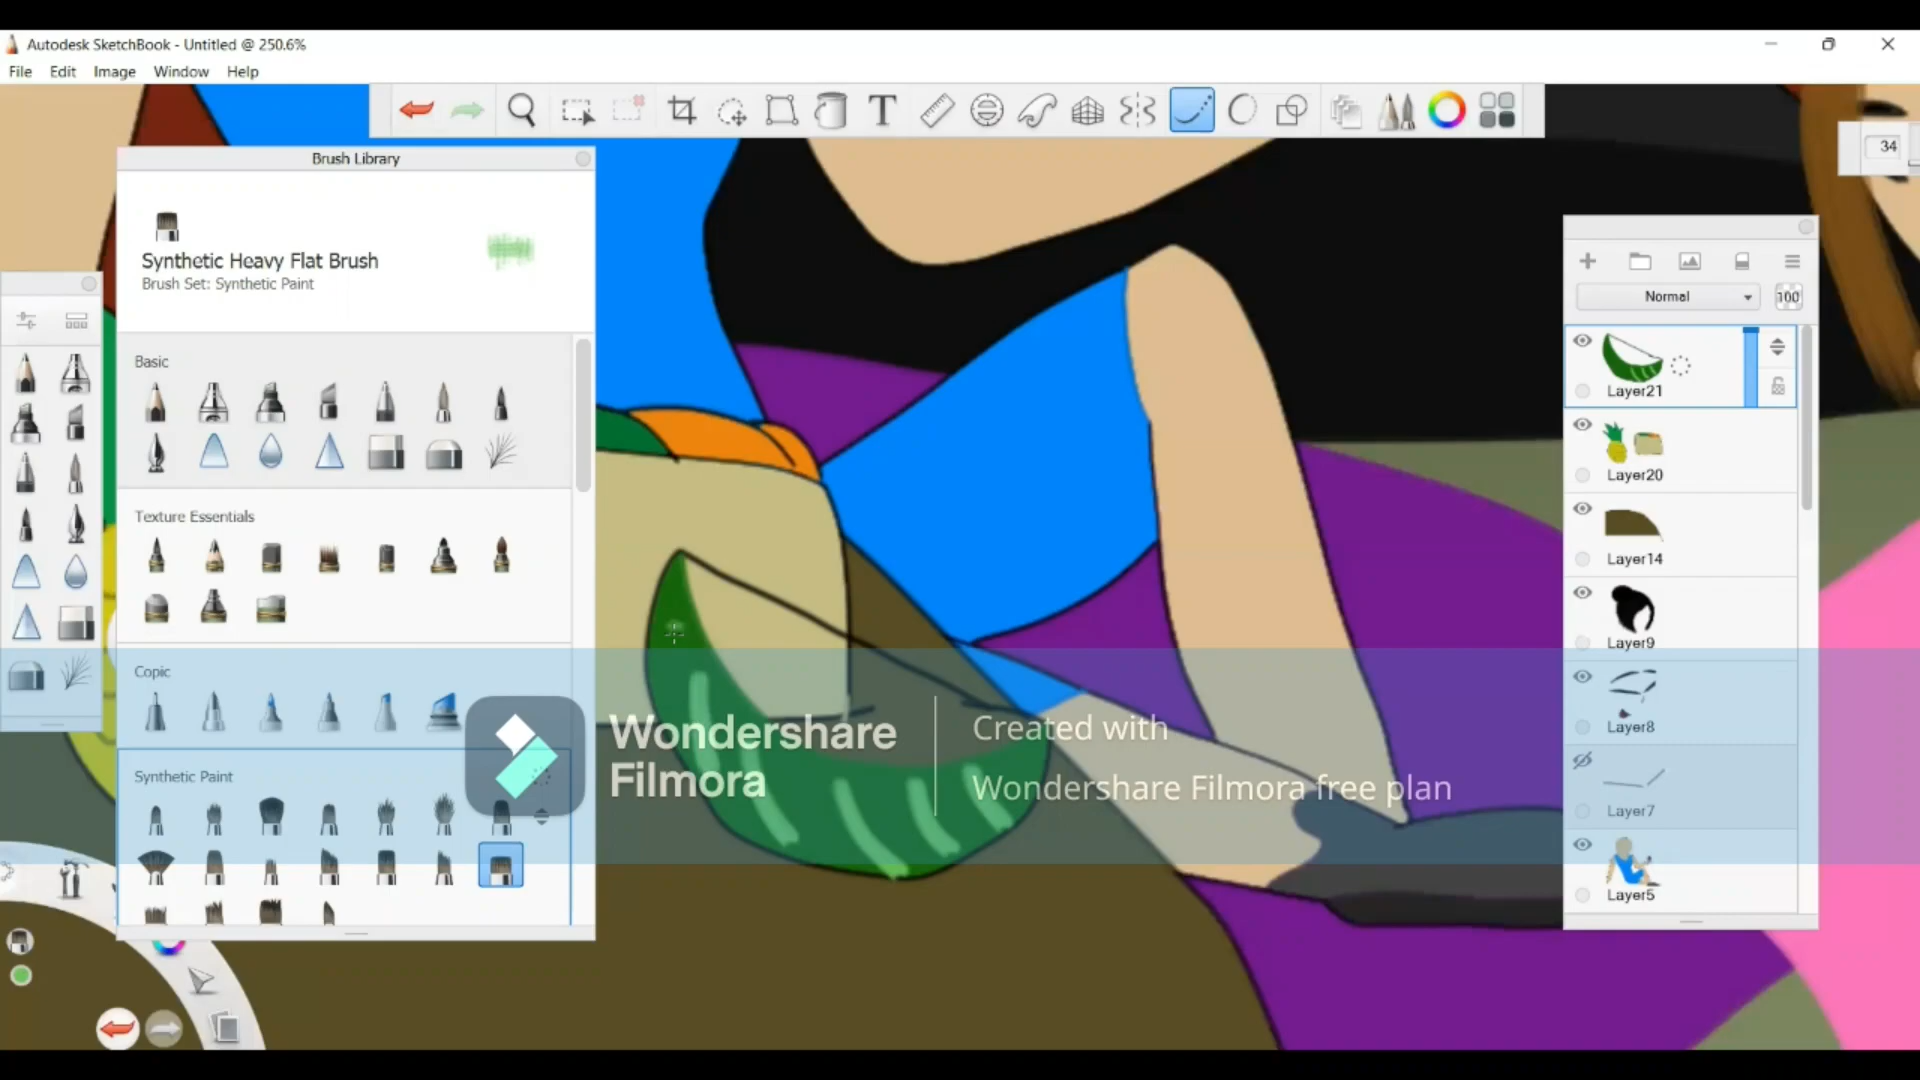 Autodesk SketchBook - Untitled @ 250.6%
File Edit Image Window Help
T
34
Brush Library
Synthetic Heavy Flat Brush
Brush Set: Synthetic Paint
Normal 100
Basic
Layer21
Layer20
Texture Essentials
Layer14
Layer9
Copic
Layer8
Wondershare
Filmora
Created with
Wondershare Filmora free plan
Synthetic Paint
Layer7
Layer5